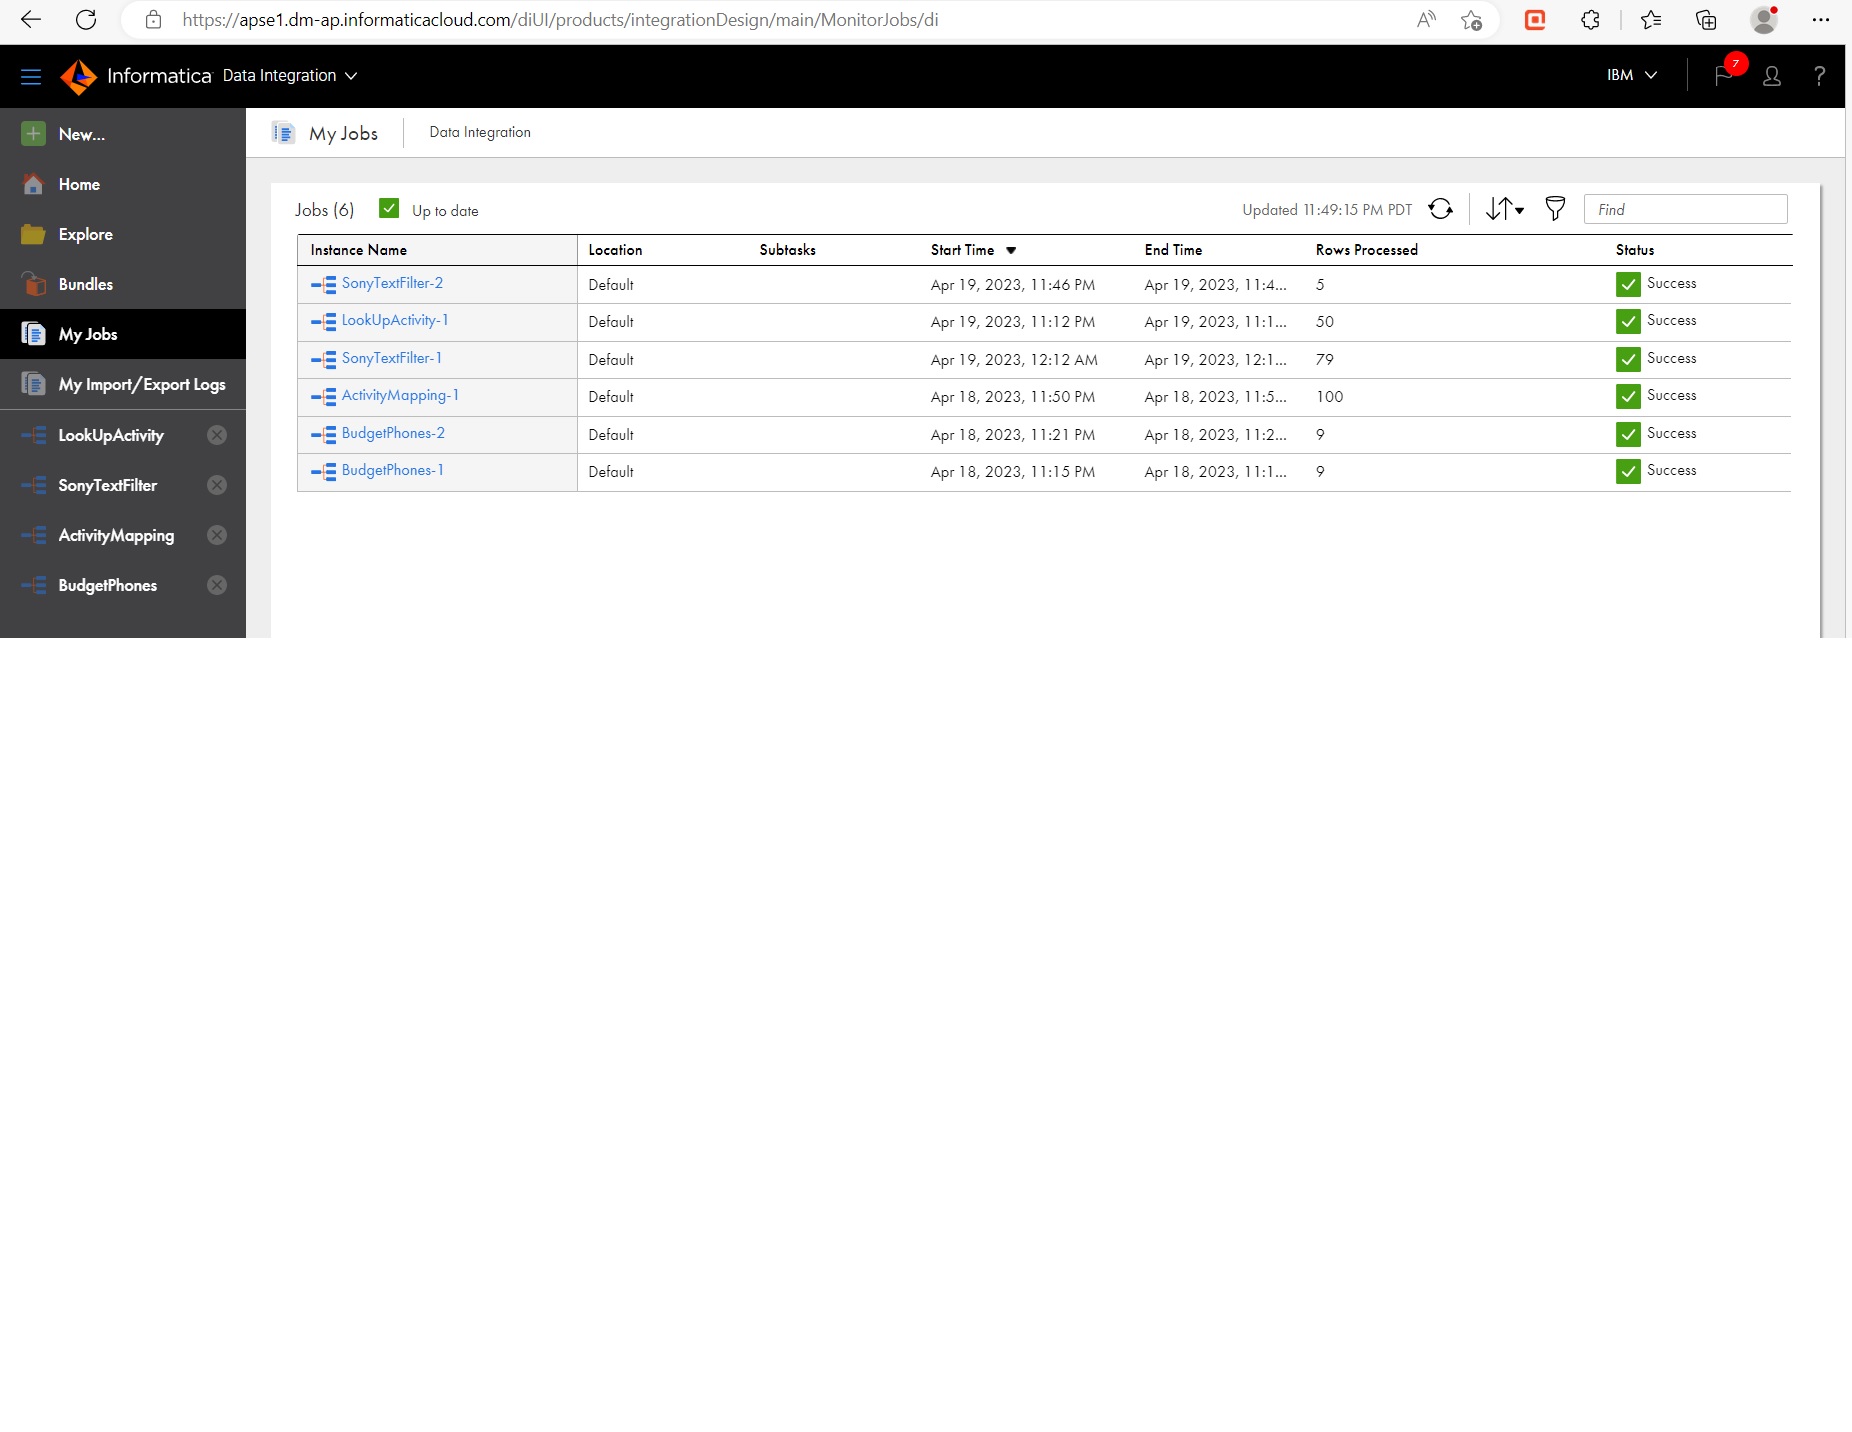 https://apse1.dm-ap.informaticacloud.com/diUI/products/integrationDesign/main/MonitorJobs/di
Informatica Data Integration IBM 7 ?
New...
Home
Explore
Bundles
My Jobs
My Import/Export Logs
LookUpActivity
SonyTextFilter
ActivityMapping
BudgetPhones
My Jobs Data Integration
Jobs (6) Up to date Updated 11:49:15 PM PDT Find
Instance Name Location Subtasks Start Time End Time Rows Processed Status
SonyTextFilter-2 Default Apr 19, 2023, 11:46 PM Apr 19, 2023, 11:4... 5 Success
LookUpActivity-1 Default Apr 19, 2023, 11:12 PM Apr 19, 2023, 11:1... 50 Success
SonyTextFilter-1 Default Apr 19, 2023, 12:12 AM Apr 19, 2023, 12:1... 79 Success
ActivityMapping-1 Default Apr 18, 2023, 11:50 PM Apr 18, 2023, 11:5... 100 Success
BudgetPhones-2 Default Apr 18, 2023, 11:21 PM Apr 18, 2023, 11:2... 9 Success
BudgetPhones-1 Default Apr 18, 2023, 11:15 PM Apr 18, 2023, 11:1... 9 Success